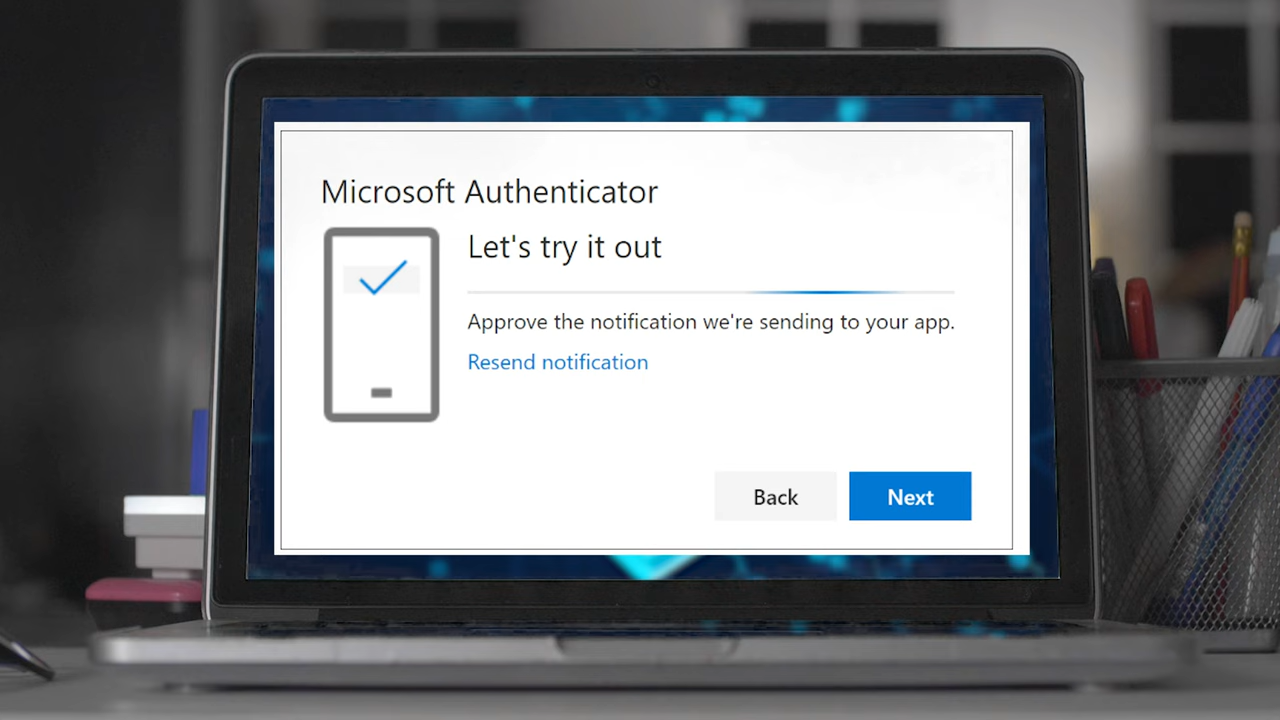 Microsoft Authenticator
Let's try it out
Approve the notification we're sending to your app.
Resend notification
Back
Next